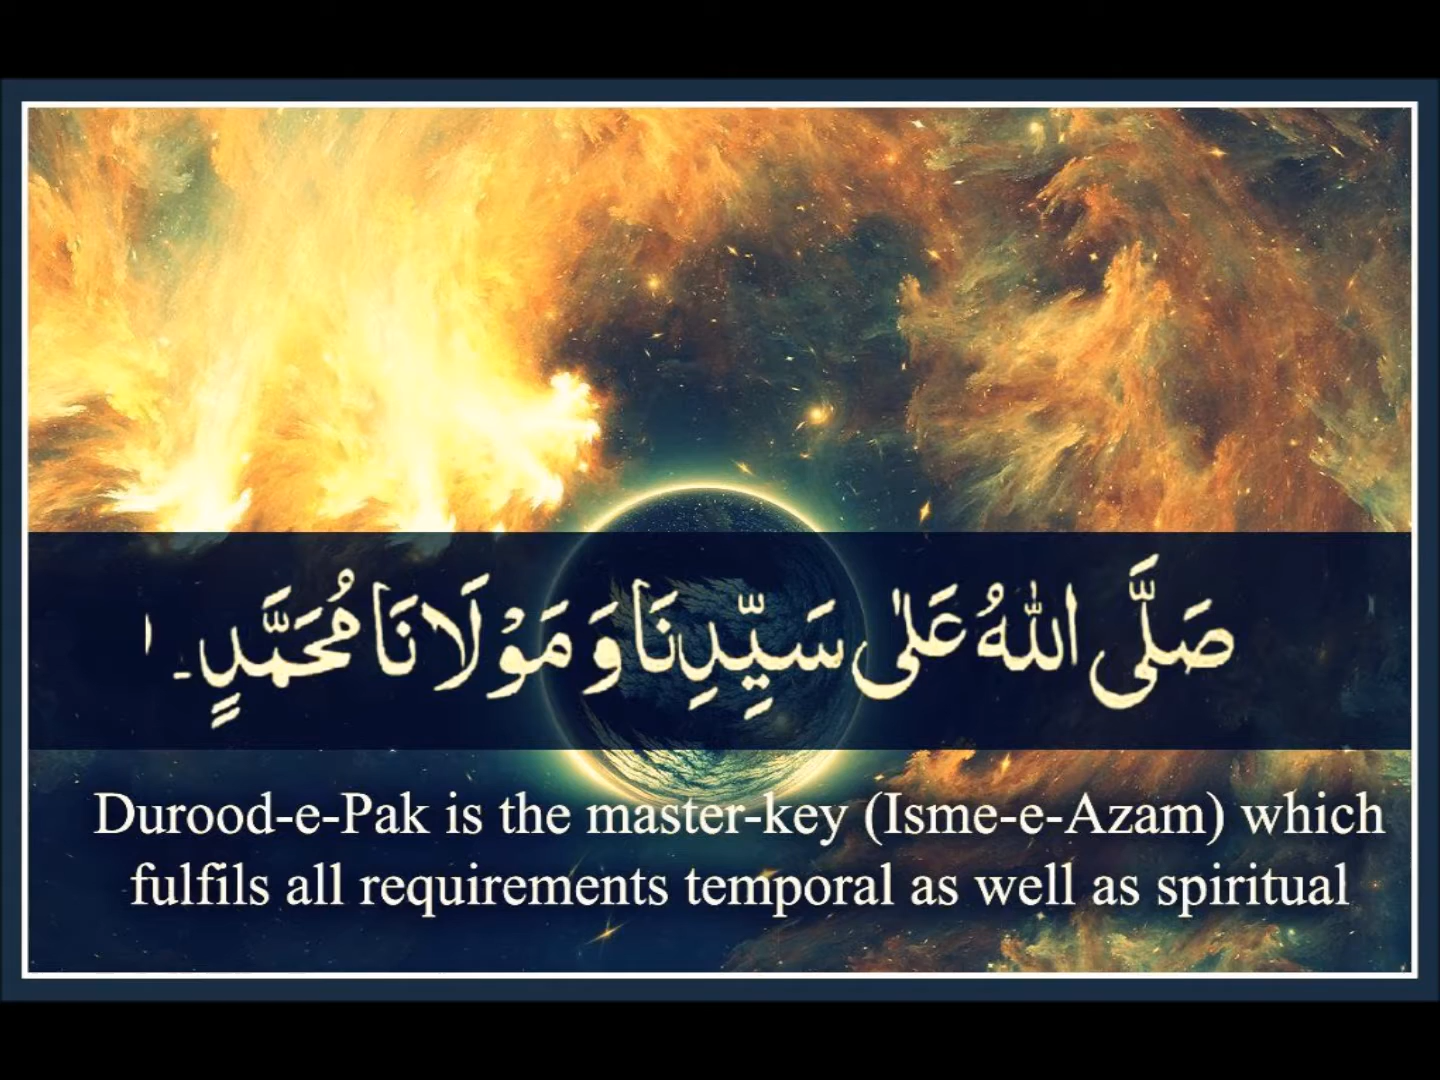 صَلَّى اللهُ عَلٰى سَيِّدِنَا وَ مَوْلَانَا مُحَمَّدٍ۔
Durood-e-Pak is the master-key (Isme-e-Azam) which
fulfils all requirements temporal as well as spiritual